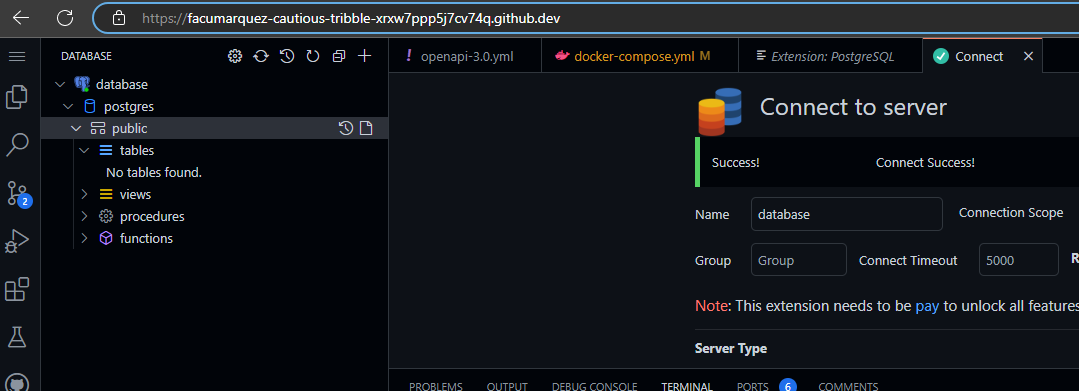 https://facumarquez-cautious-tribble-xrxw7ppp5j7cv74q.github.dev
DATABASE
database
postgres
public
tables
No tables found.
views
procedures
functions
2
! openapi-3.0.yml
docker-compose.yml M
Extension: PostgreSQL
Connect
Connect to server
Success! Connect Success!
Name database Connection Scope
Group Group Connect Timeout 5000 R
Note: This extension needs to be pay to unlock all features
Server Type
PROBLEMS OUTPUT DEBUG CONSOLE TERMINAL PORTS 6 COMMENTS